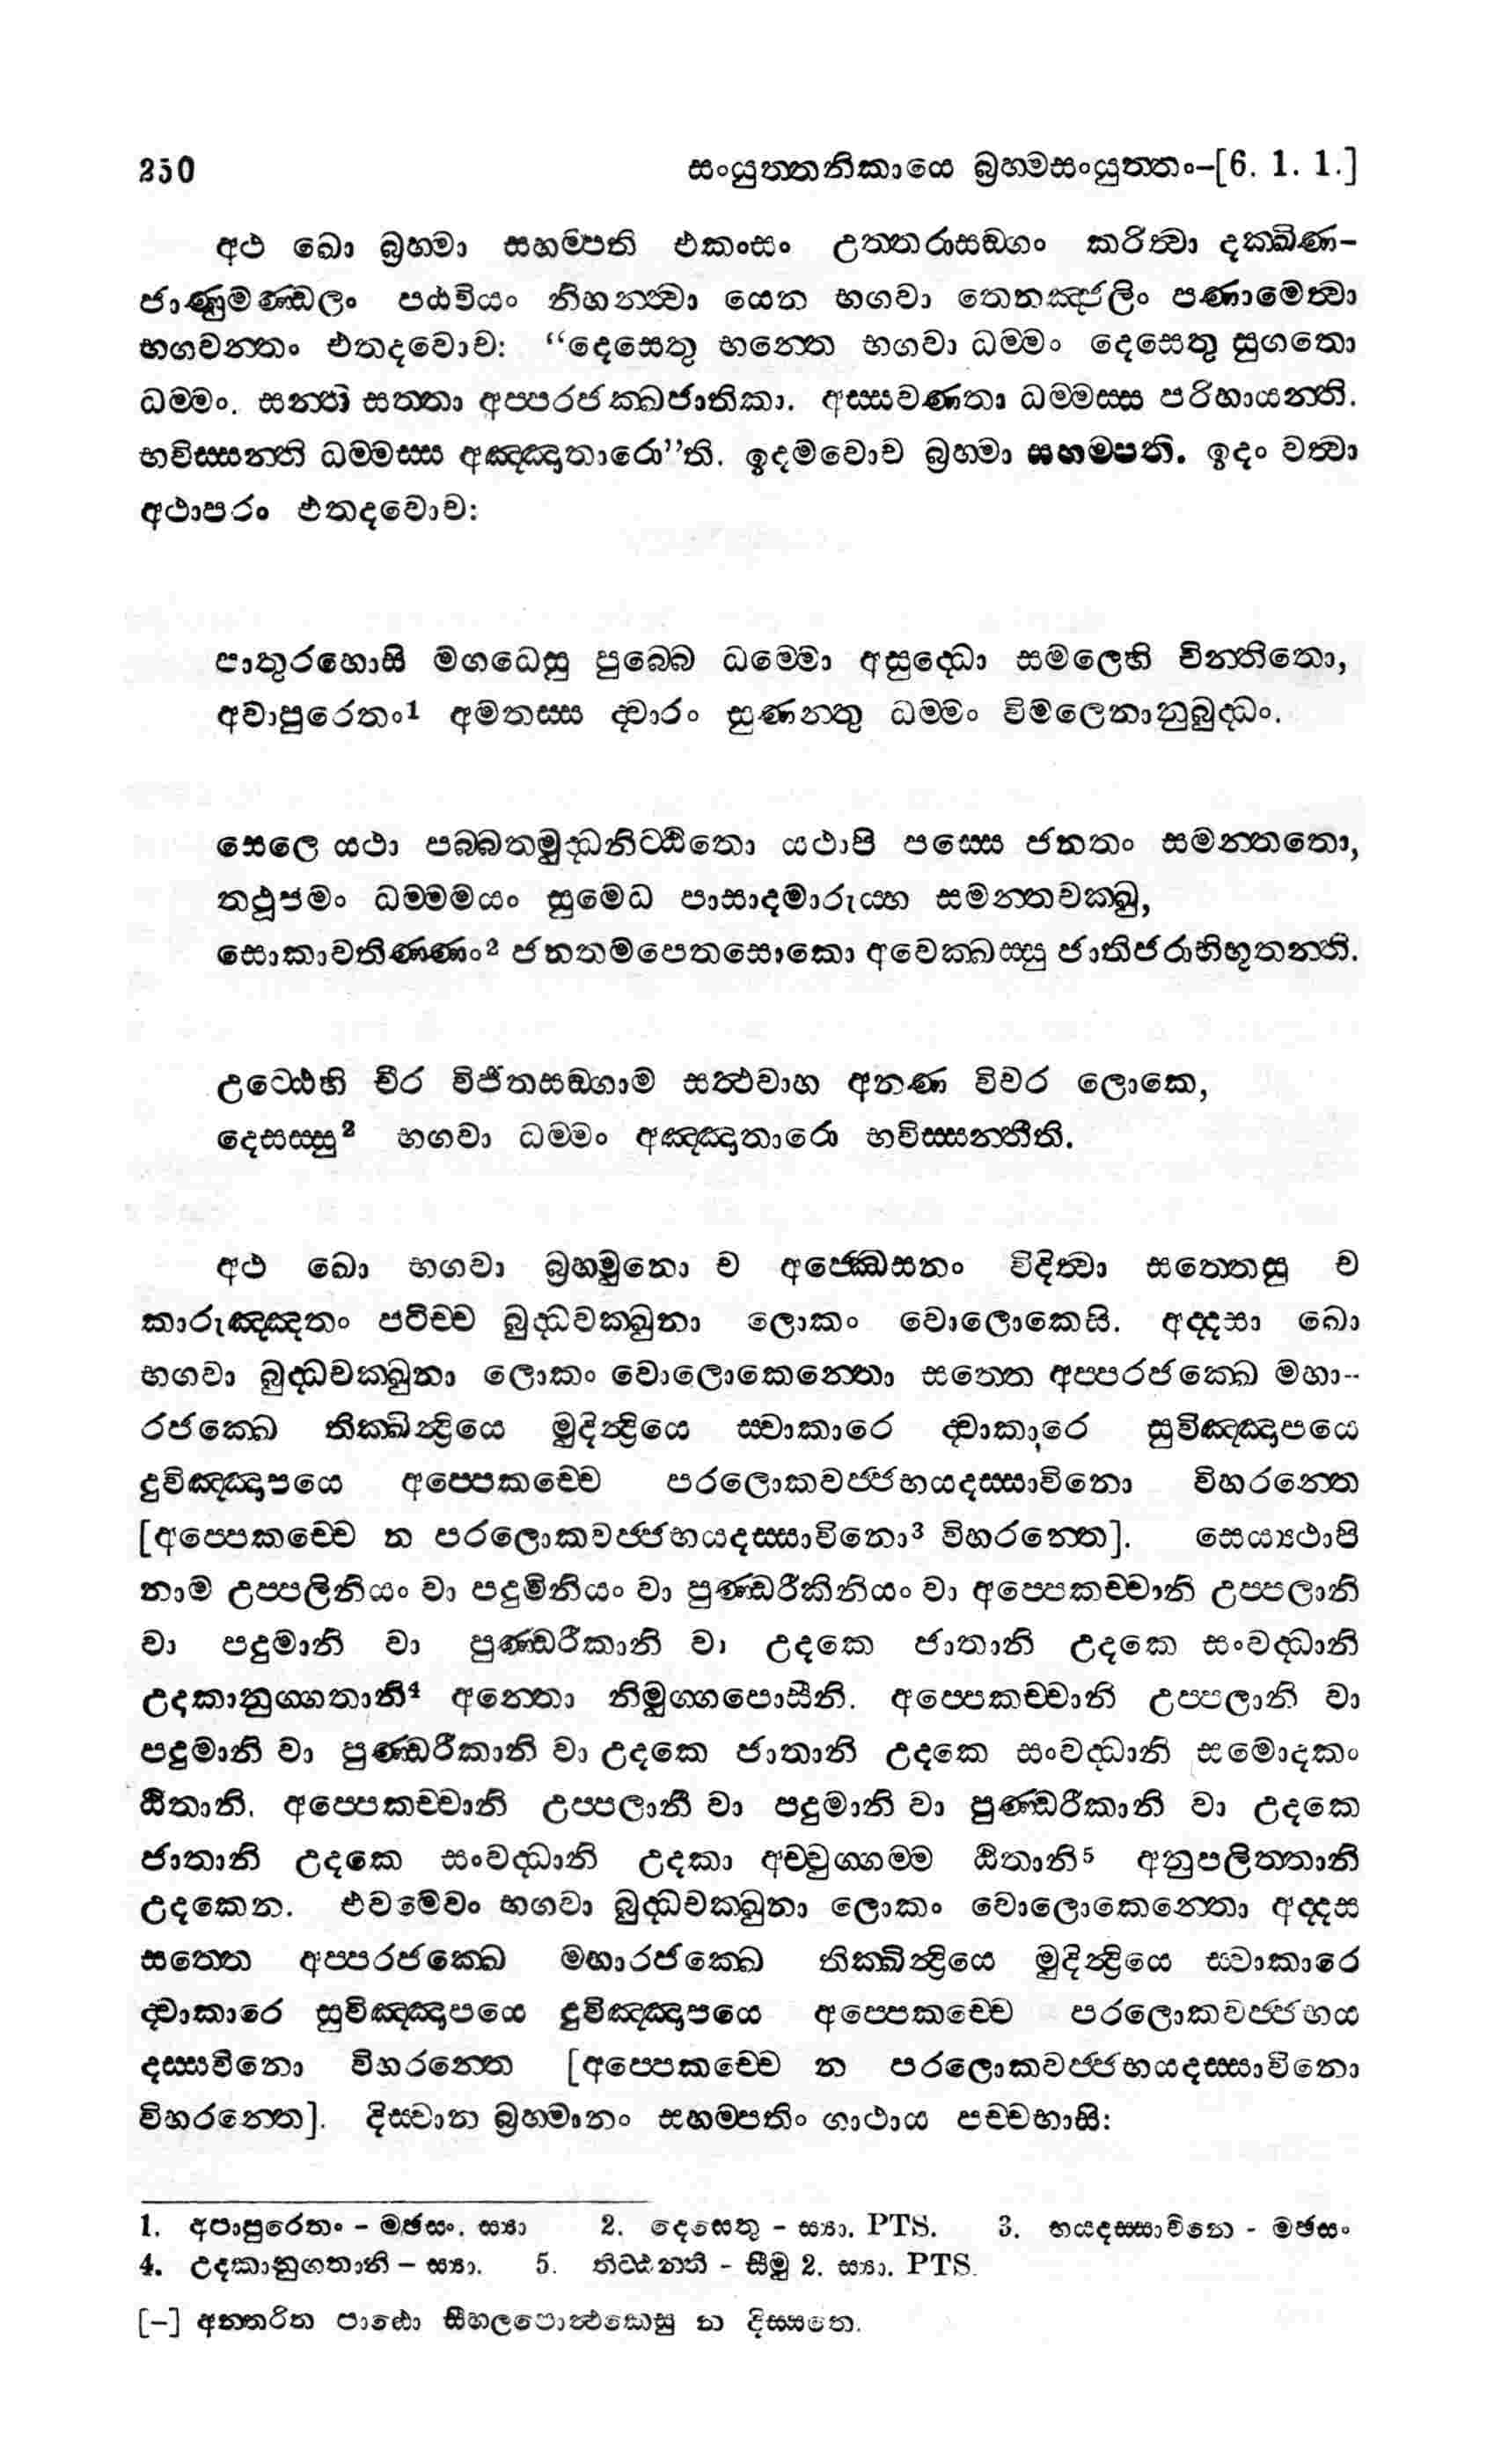 250 සංයුත්තනිකායෙ බ්‍රහ්මසංයුත්තං-[6. 1. 1.]
අථ ඛො බ්‍රහ්මා සහම්පති එකංසං උත්තරාසඞ්ගං කරිත්වා දක්ඛිණ-
ජාණුමණ්ඩලං පඨවියං නිහන්ත්වා යෙන භගවා තෙනඤ්ජලිං පණාමෙත්වා
භගවන්තං එතදවොච: “දෙසෙතු භන්තෙ භගවා ධම්මං දෙසෙතු සුගතො
ධම්මං. සන්ති සත්තා අප්පරජක්ඛජාතිකා. අස්සවණතා ධම්මස්ස පරිහායන්ති.
භවිස්සන්ති ධම්මස්ස අඤ්ඤාතාරො”ති. ඉදමවොච බ්‍රහ්මා සහම්පති. ඉදං වත්වා
අථාපරං එතදවොච:
පාතුරහොසි මගධෙසු පුබ්බෙ ධම්මො අසුද්ධො සමලෙහි චින්තිතො,
අවාපුරෙතං1 අමතස්ස ද්වාරං සුණන්තු ධම්මං විමලෙනානුබුද්ධං.
සෙලෙ යථා පබ්බතමුද්ධනිට්ඨිතො යථාපි පස්සෙ ජනතං සමන්තතො,
තථූපමං ධම්මමයං සුමෙධ පාසාදමාරුය්හ සමන්තචක්ඛු,
සොකාවතිණ්ණං2 ජනතමපෙතසොකො අවෙක්ඛස්සු ජාතිජරාභිභූතන්ති.
උට්ඨෙහි වීර විජිතසඞ්ගාම සත්ථවාහ අනණ විචර ලොකෙ,
දෙසස්සු2 භගවා ධම්මං අඤ්ඤාතාරො භවිස්සන්තීති.
අථ ඛො භගවා බ්‍රහ්මුනො ච අජ්ඣෙසනං විදිත්වා සත්තෙසු ච
කාරුඤ්ඤතං පටිච්ච බුද්ධචක්ඛුනා ලොකං වොලොකෙසි. අද්දසා ඛො
භගවා බුද්ධචක්ඛුනා ලොකං වොලොකෙන්තො සත්තෙ අප්පරජක්ඛෙ මහා-
රජක්ඛෙ තික්ඛින්ද්‍රියෙ මුදින්ද්‍රියෙ ස්වාකාරෙ ද්වාකාරෙ සුවිඤ්ඤාපයෙ
දුවිඤ්ඤාපයෙ අප්පෙකච්චෙ පරලොකවජ්ජභයදස්සාවිනො විහරන්තෙ
[අප්පෙකච්චෙ න පරලොකවජ්ජභයදස්සාවිනො3 විහරන්තෙ]. සෙය්‍යථාපි
නාම උප්පලිනියං වා පදුමිනියං වා පුණ්ඩරීකිනියං වා අප්පෙකච්චානි උප්පලානි
වා පදුමානි වා පුණ්ඩරීකානි වා උදකෙ ජාතානි උදකෙ සංවද්ධානි
උදකානුග්ගතානි4 අන්තො නිමුග්ගපොසීනි. අප්පෙකච්චානි උප්පලානි වා
පදුමානි වා පුණ්ඩරීකානි වා උදකෙ ජාතානි උදකෙ සංවද්ධානි සමොදකං
ඨිතානි. අප්පෙකච්චානි උප්පලානි වා පදුමානි වා පුණ්ඩරීකානි වා උදකෙ
ජාතානි උදකෙ සංවද්ධානි උදකා අච්චුග්ගම්ම ඨිතානි5 අනුපලිත්තානි
උදකෙන. එවමෙවං භගවා බුද්ධචක්ඛුනා ලොකං වොලොකෙන්තො අද්දස
සත්තෙ අප්පරජක්ඛෙ මහාරජක්ඛෙ තික්ඛින්ද්‍රියෙ මුදින්ද්‍රියෙ ස්වාකාරෙ
ද්වාකාරෙ සුවිඤ්ඤාපයෙ දුවිඤ්ඤාපයෙ අප්පෙකච්චෙ පරලොකවජ්ජභය
දස්සවිනො විහරන්තෙ [අප්පෙකච්චෙ න පරලොකවජ්ජභයදස්සාවිනො
විහරන්තෙ]. දිස්වාන බ්‍රහ්මානං සහම්පතිං ගාථාය පච්චභාසි:
1. අපාපුරෙතං - මඡසං. ස්‍යා 2. දෙසෙතු - ස්‍යා. PTS. 3. භයදස්සාවිනෙ - මඡසං
4. උදකානුගතානි - ස්‍යා. 5. තිට්ඨන්ති - සීමු 2. ස්‍යා. PTS.
[-] අන්තරිත පාඨො සීහලපොත්ථකෙසු න දිස්සතෙ.